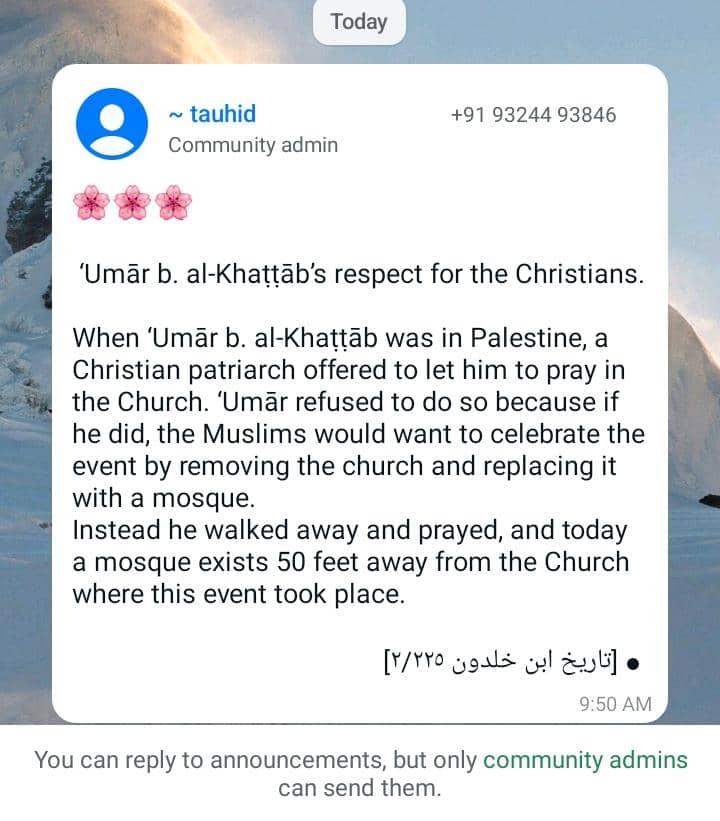 Today
~ tauhid
+91 93244 93846
Community admin
🌸🌸🌸
‘Umār b. al-Khaṭṭāb’s respect for the Christians.
When ‘Umār b. al-Khaṭṭāb was in Palestine, a
Christian patriarch offered to let him to pray in
the Church. ‘Umār refused to do so because if
he did, the Muslims would want to celebrate the
event by removing the church and replacing it
with a mosque.
Instead he walked away and prayed, and today
a mosque exists 50 feet away from the Church
where this event took place.
● [تاريخ ابن خلدون ٢/٢٢٥]
9:50 AM
You can reply to announcements, but only community admins
can send them.